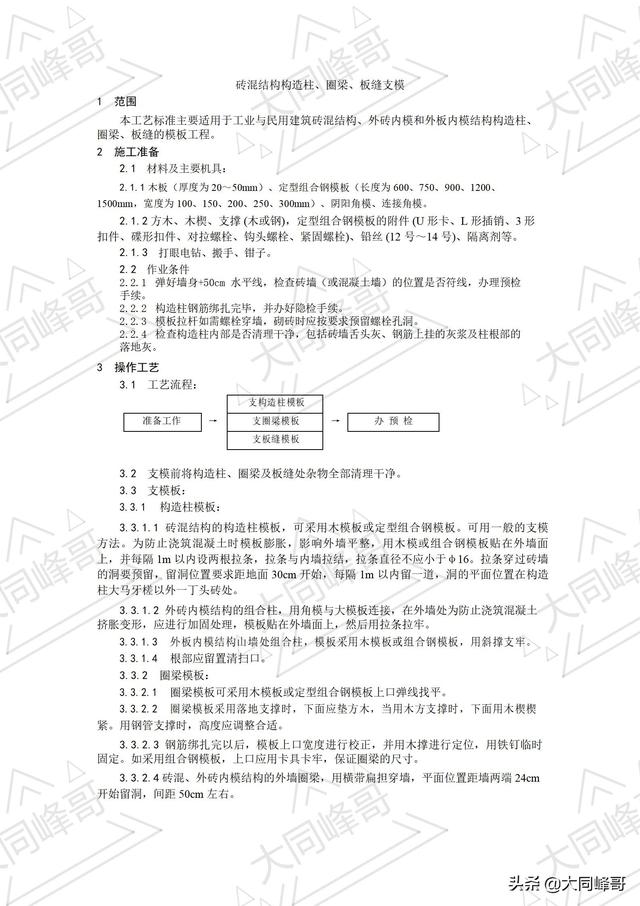 砖混结构构造柱、圈梁、板缝支模
1 范围
本工艺标准主要适用于工业与民用建筑砖混结构、外砖内模和外板内模结构构造柱、
圈梁、板缝的模板工程。
2 施工准备
2.1 材料及主要机具：
2.1.1木板（厚度为20～50mm）、定型组合钢模板（长度为600、750、900、1200、
1500mm，宽度为100、150、200、250、300mm）、阴阳角模、连接角模。
2.1.2方木、木楔、支撑(木或钢)，定型组合钢模板的附件(U形卡、L形插销、3形
扣件、碟形扣件、对拉螺栓、钩头螺栓、紧固螺栓)、铅丝(12号～14号)、隔离剂等。
2.1.3 打眼电钻、搬手、钳子。
2.2 作业条件
2.2.1 弹好墙身+50cm水平线，检查砖墙（或混凝土墙）的位置是否符线，办理预检
手续。
2.2.2 构造柱钢筋绑扎完毕，并办好隐检手续。
2.2.3 模板拉杆如需螺栓穿墙，砌砖时应按要求预留螺栓孔洞。
2.2.4 检查构造柱内部是否清理干净，包括砖墙舌头灰、钢筋上挂的灰浆及柱根部的
落地灰。
3 操作工艺
3.1 工艺流程：
支构造柱模板
准备工作 → 支圈梁模板 → 办 预 检
支板缝模板
3.2 支模前将构造柱、圈梁及板缝处杂物全部清理干净。
3.3 支模板：
3.3.1 构造柱模板：
3.3.1.1 砖混结构的构造柱模板，可采用木模板或定型组合钢模板。可用一般的支模
方法。为防止浇筑混凝土时模板膨胀，影响外墙平整，用木模或组合钢模板贴在外墙面
上，并每隔1m以内设两根拉条，拉条与内墙拉结，拉条直径不应小于φ16。拉条穿过砖墙
的洞要预留，留洞位置要求距地面30cm开始，每隔1m以内留一道，洞的平面位置在构造
柱大马牙槎以外一丁头砖处。
3.3.1.2 外砖内模结构的组合柱，用角模与大模板连接，在外墙处为防止浇筑混凝土
挤胀变形，应进行加固处理，模板贴在外墙面上，然后用拉条拉牢。
3.3.1.3 外板内模结构山墙处组合柱，模板采用木模板或组合钢模板，用斜撑支牢。
3.3.1.4 根部应留置清扫口。
3.3.2 圈梁模板：
3.3.2.1 圈梁模板可采用木模板或定型组合钢模板上口弹线找平。
3.3.2.2 圈梁模板采用落地支撑时，下面应垫方木，当用木方支撑时，下面用木楔楔
紧。用钢管支撑时，高度应调整合适。
3.3.2.3 钢筋绑扎完以后，模板上口宽度进行校正，并用木撑进行定位，用铁钉临时
固定。如采用组合钢模板，上口应用卡具卡牢，保证圈梁的尺寸。
3.3.2.4砖混、外砖内模结构的外墙圈梁，用横带扁担穿墙，平面位置距墙两端24cm
开始留洞，间距50cm左右。
大同峰哥
头条 @大同峰哥